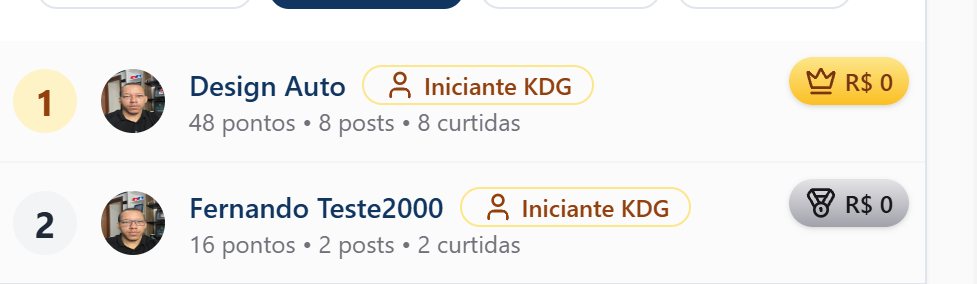 1
Design Auto
Iniciante KDG
R$ 0
48 pontos • 8 posts • 8 curtidas
2
Fernando Teste2000
Iniciante KDG
R$ 0
16 pontos • 2 posts • 2 curtidas